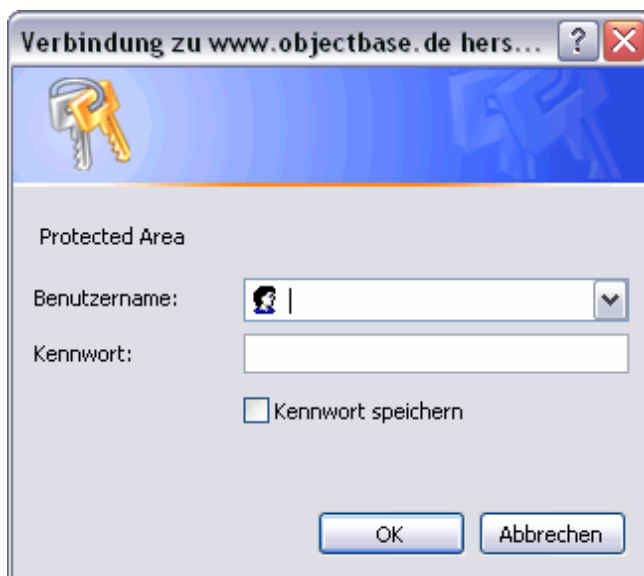 Verbindung zu www.objectbase.de hers...
Protected Area
Benutzername:
Kennwort:
Kennwort speichern
OK Abbrechen